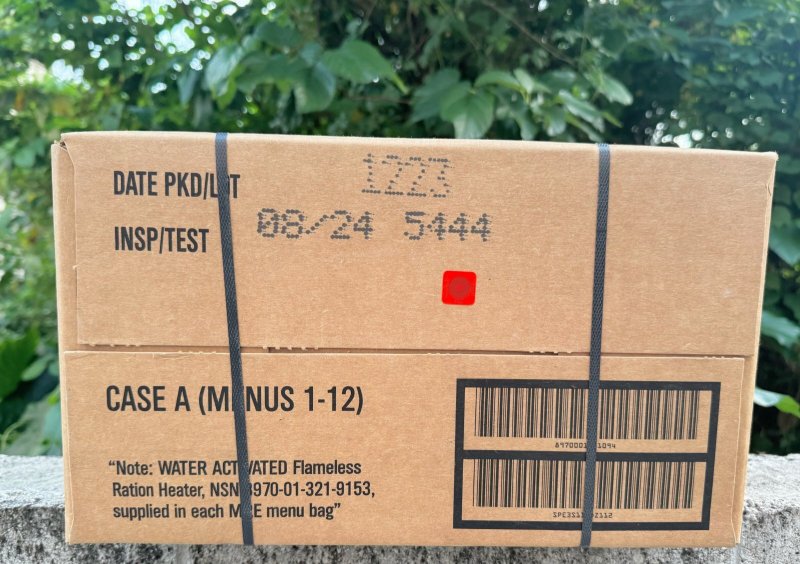 DATE PKD/LOT 1223
INSP/TEST 08/24 5444
CASE A (MENUS 1-12)
"Note: WATER ACTIVATED Flameless
Ration Heater, NSN 8970-01-321-9153,
supplied in each MRE menu bag"